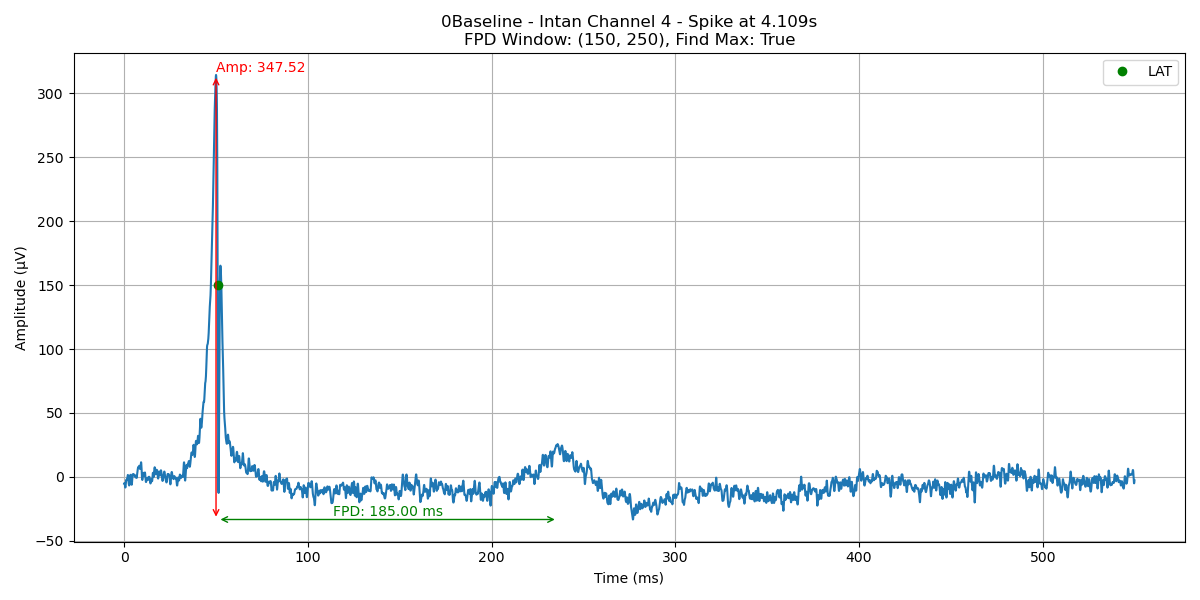 0Baseline - Intan Channel 4 - Spike at 4.109s
FPD Window: (150, 250), Find Max: True
Amp: 347.52
LAT
300
250
200
150
100
50
0
−50
Amplitude (µV)
FPD: 185.00 ms
0
100
200
300
400
500
Time (ms)